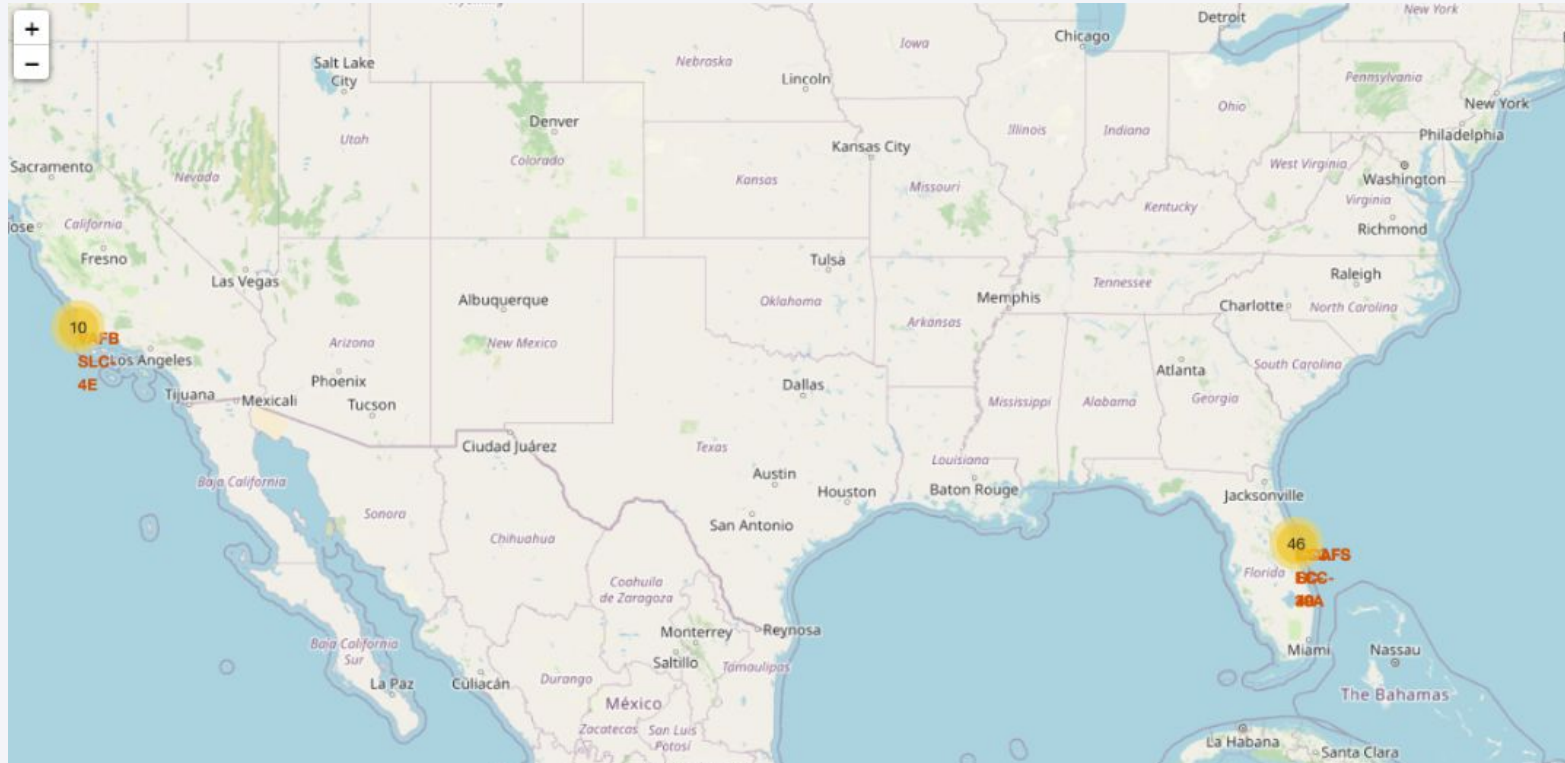 +
−
New York
Detroit
Chicago
Iowa
Nebraska
Salt Lake
City
Lincoln
Pennsylvania
New York
Ohio
Denver
Illinois
Indiana
Philadelphia
Utah
Kansas City
Colorado
Sacramento
West Virginia
Nevada
Kansas
Missouri
Washington
Virginia
Kentucky
California
Richmond
Fresno
Tulsa
Raleigh
Las Vegas
Tennessee
Albuquerque
Memphis
Oklahoma
Charlotte
North Carolina
Arkansas
10
Arizona
New Mexico
Los Angeles
SLC-
4E
South Carolina
Atlanta
Phoenix
Dallas
Tijuana
Mexicali
Tucson
Mississippi
Alabama
Georgia
Ciudad Juárez
Texas
Louisiana
Austin
Baja California
Houston
Baton Rouge
Jacksonville
Sonora
San Antonio
Chihuahua
46
Florida
Coahuila
de Zaragoza
Monterrey
Reynosa
Baja California
Sur
Miami
Nassau
Saltillo
Tamaulipas
La Paz
Culiacán
Durango
The Bahamas
México
Zacatecas
San Luis
Potosí
La Habana
Santa Clara